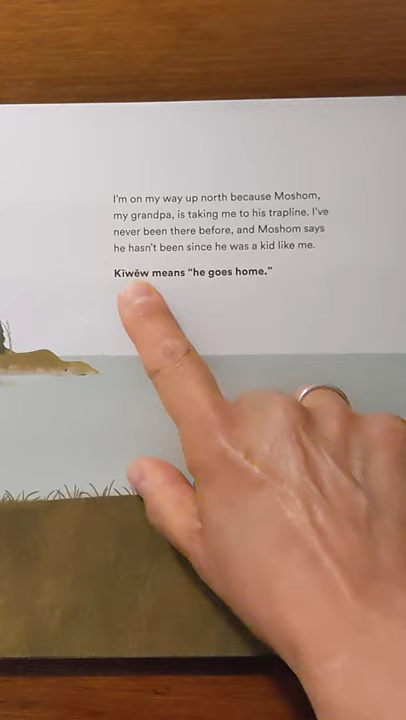 I'm on my way up north because Moshom,
my grandpa, is taking me to his trapline. I've
never been there before, and Moshom says
he hasn't been since he was a kid like me.
Kīwēw means “he goes home.”